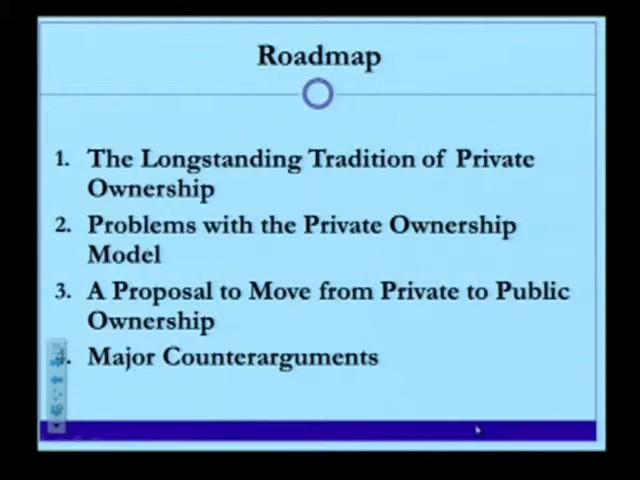 Roadmap
1. The Longstanding Tradition of Private
Ownership
2. Problems with the Private Ownership
Model
3. A Proposal to Move from Private to Public
Ownership
4. Major Counterarguments